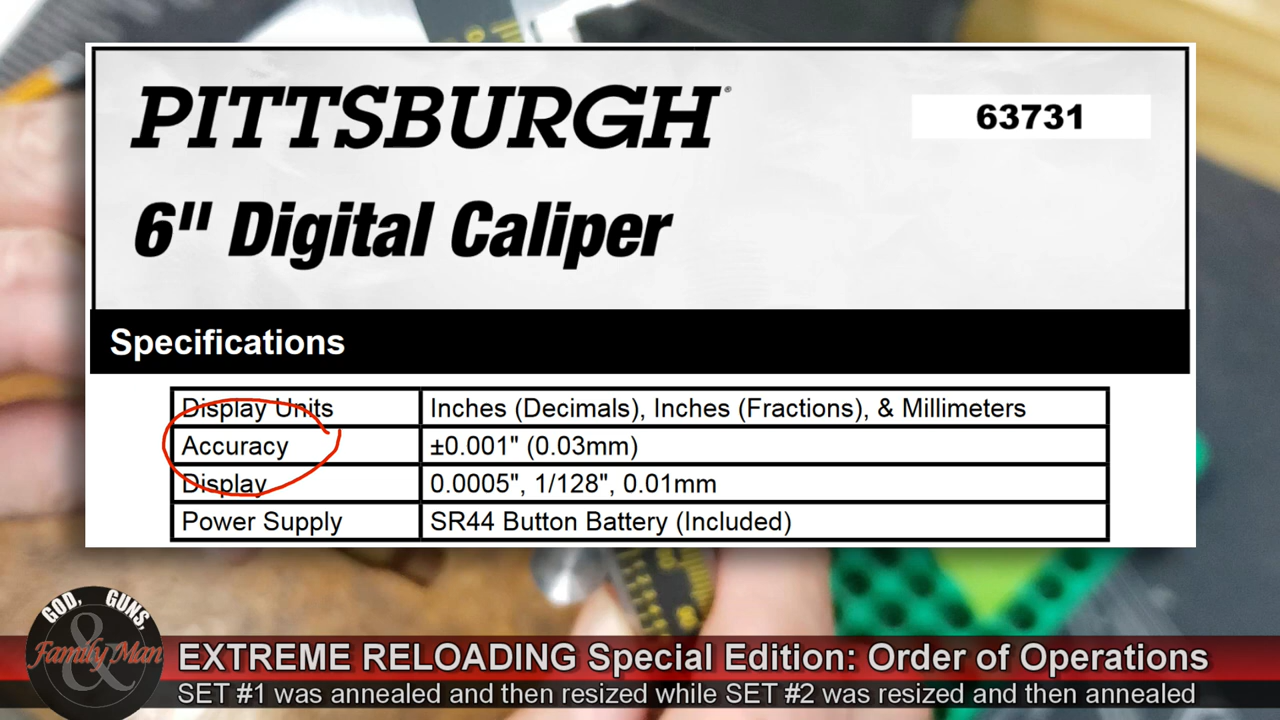 PITTSBURGH®
63731
6" Digital Caliper
Specifications
Display Units Inches (Decimals), Inches (Fractions), & Millimeters
Accuracy ±0.001" (0.03mm)
Display 0.0005", 1/128", 0.01mm
Power Supply SR44 Button Battery (Included)
GOD, GUNS,
&
Family Man
EXTREME RELOADING Special Edition: Order of Operations
SET #1 was annealed and then resized while SET #2 was resized and then annealed